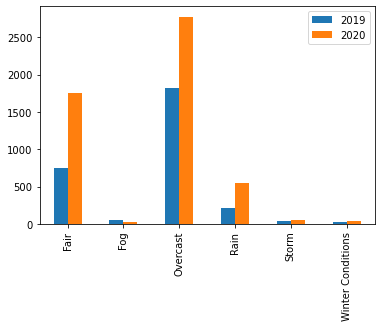 2019
2020
2500
2000
1500
1000
500
0
Fair
Fog
Overcast
Rain
Storm
Winter Conditions